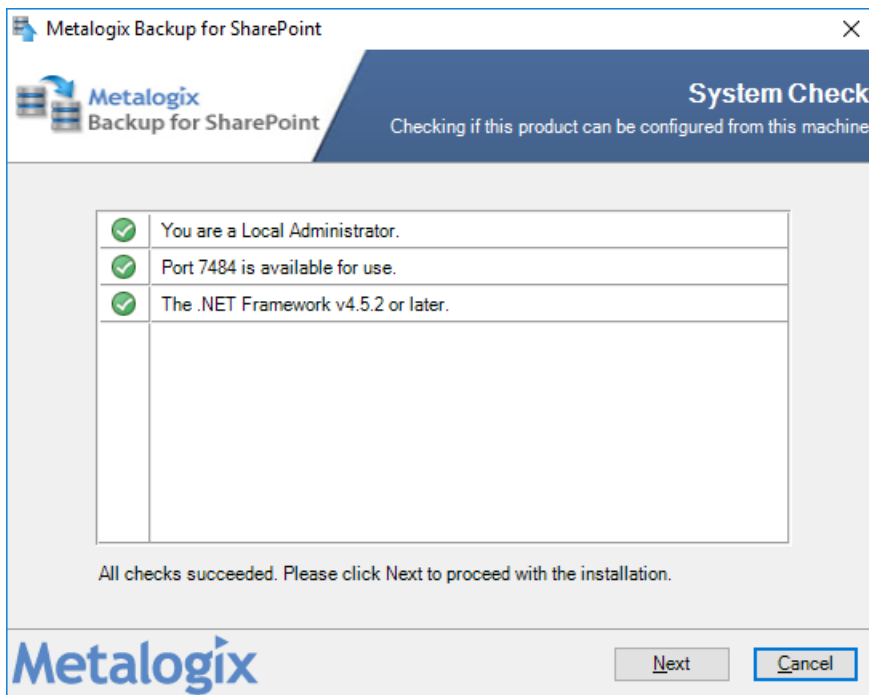 Metalogix Backup for SharePoint
Metalogix
Backup for SharePoint
System Check
Checking if this product can be configured from this machine
You are a Local Administrator.
Port 7484 is available for use.
The .NET Framework v4.5.2 or later.
All checks succeeded. Please click Next to proceed with the installation.
Metalogix
Next
Cancel